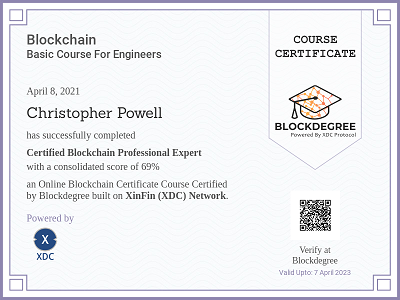 Blockchain
Basic Course For Engineers
April 8, 2021
Christopher Powell
has successfully completed
Certified Blockchain Professional Expert
with a consolidated score of 69%
an Online Blockchain Certificate Course Certified
by Blockdegree built on XinFin (XDC) Network.
Powered by
X
XDC
COURSE
CERTIFICATE
BLOCKDEGREE
Powered By XDC Protocol
Verify at
Blockdegree
Valid Upto: 7 April 2023